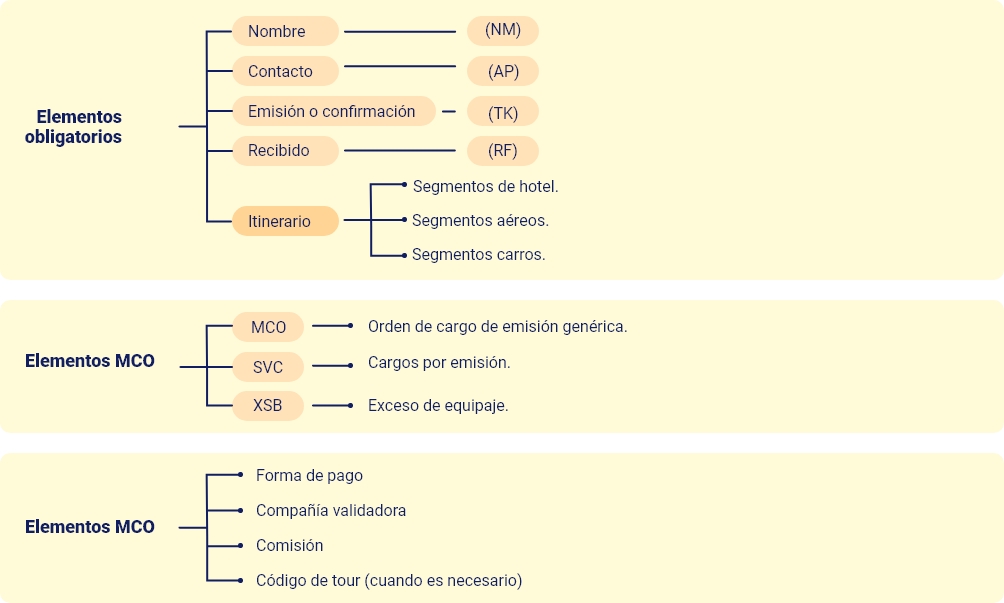 Elementos
obligatorios
Nombre (NM)
Contacto (AP)
Emisión o confirmación (TK)
Recibido (RF)
Itinerario
Segmentos de hotel.
Segmentos aéreos.
Segmentos carros.
Elementos MCO
MCO Orden de cargo de emisión genérica.
SVC Cargos por emisión.
XSB Exceso de equipaje.
Elementos MCO
Forma de pago
Compañía validadora
Comisión
Código de tour (cuando es necesario)